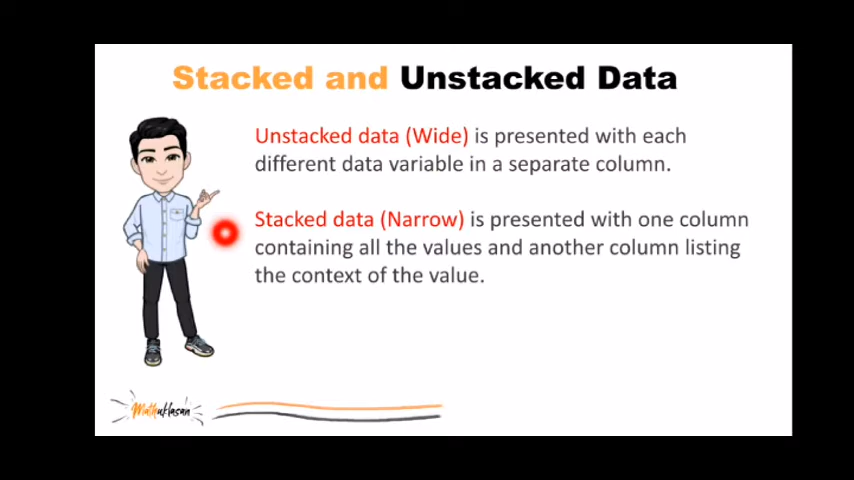 Stacked and Unstacked Data
Unstacked data (Wide) is presented with each
different data variable in a separate column.
Stacked data (Narrow) is presented with one column
containing all the values and another column listing
the context of the value.
Mathuklasan